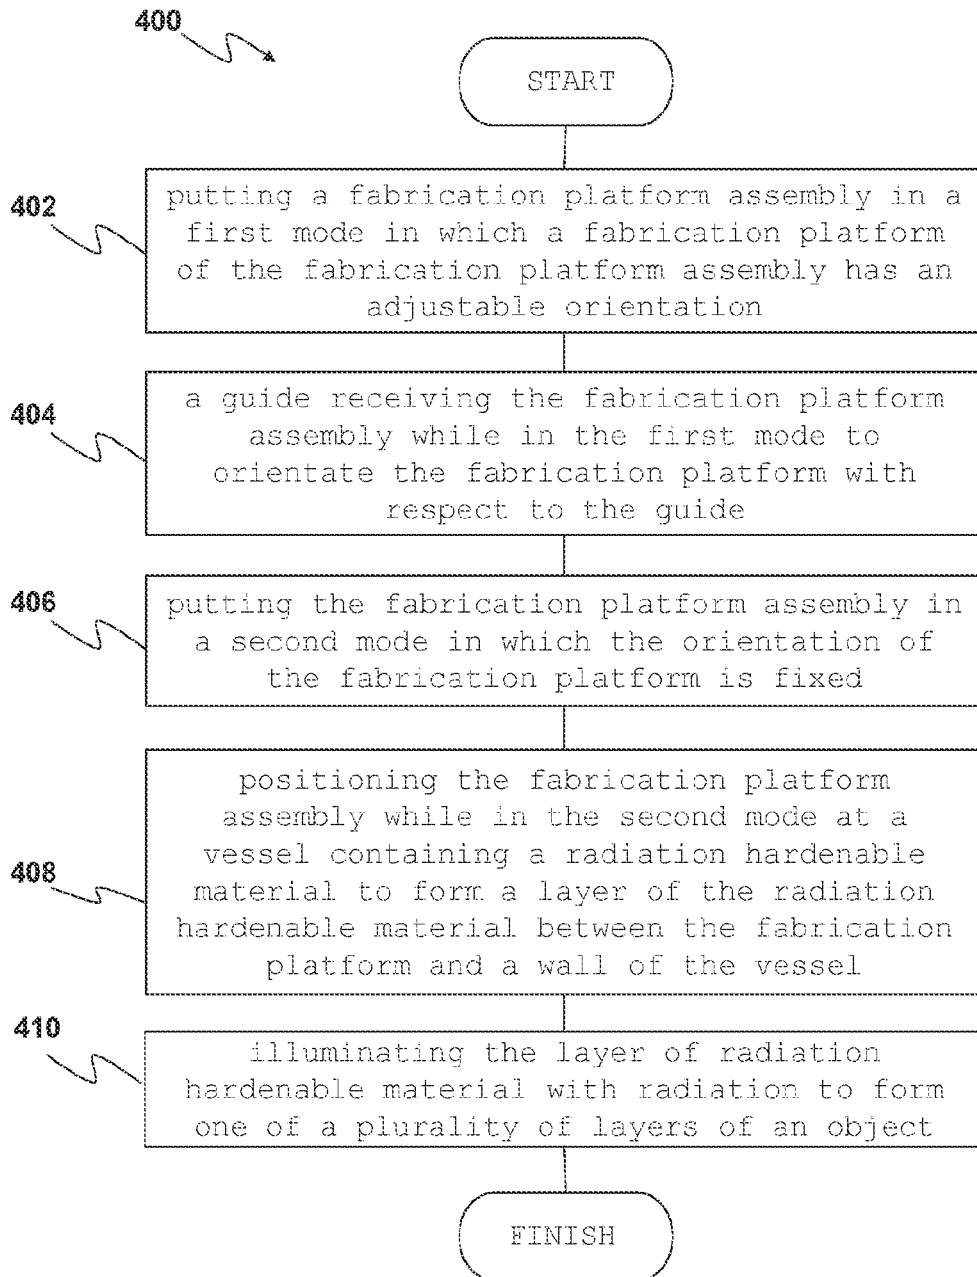 400
START
402
putting a fabrication platform assembly in a
first mode in which a fabrication platform
of the fabrication platform assembly has an
adjustable orientation
404
a guide receiving the fabrication platform
assembly while in the first mode to
orientate the fabrication platform with
respect to the guide
406
putting the fabrication platform assembly in
a second mode in which the orientation of
the fabrication platform is fixed
408
positioning the fabrication platform
assembly while in the second mode at a
vessel containing a radiation hardenable
material to form a layer of the radiation
hardenable material between the fabrication
platform and a wall of the vessel
410
illuminating the layer of radiation
hardenable material with radiation to form
one of a plurality of layers of an object
FINISH